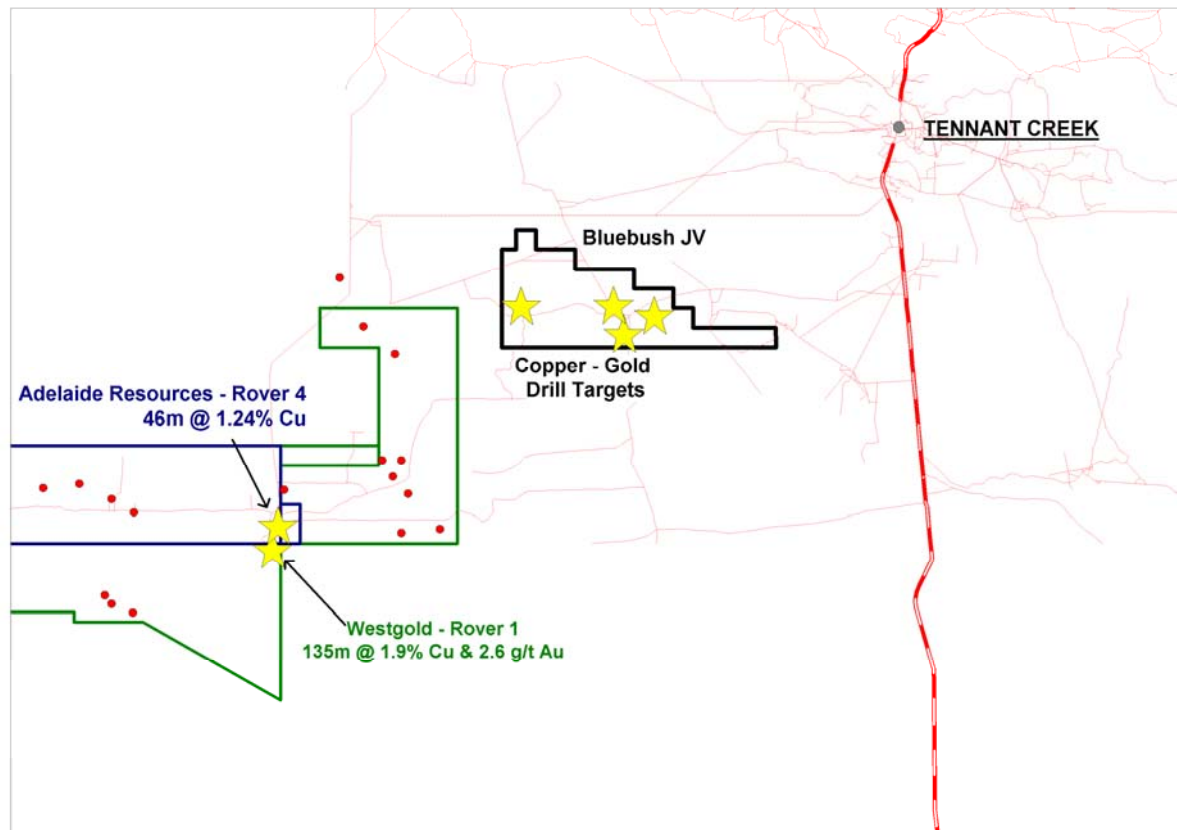 TENNANT CREEK
Bluebush JV
Copper - Gold
Drill Targets
Adelaide Resources - Rover 4
46m @ 1.24% Cu
Westgold - Rover 1
135m @ 1.9% Cu & 2.6 g/t Au